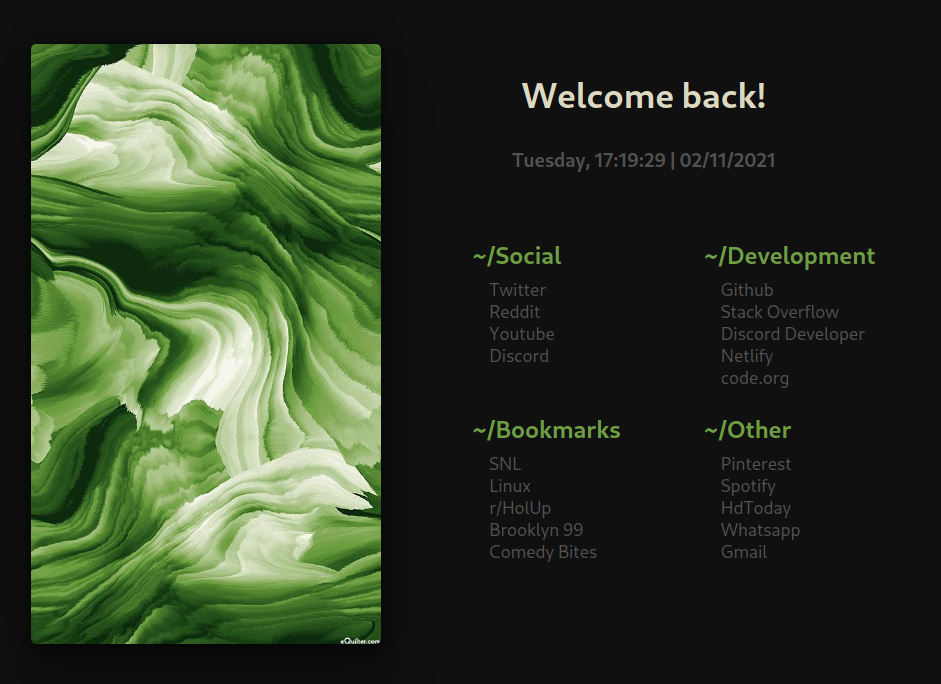 Welcome back!
Tuesday, 17:19:29 | 02/11/2021
~/Social
Twitter
Reddit
Youtube
Discord
~/Development
Github
Stack Overflow
Discord Developer
Netlify
code.org
~/Bookmarks
SNL
Linux
r/HolUp
Brooklyn 99
Comedy Bites
~/Other
Pinterest
Spotify
HdToday
Whatsapp
Gmail
eQuilter.com